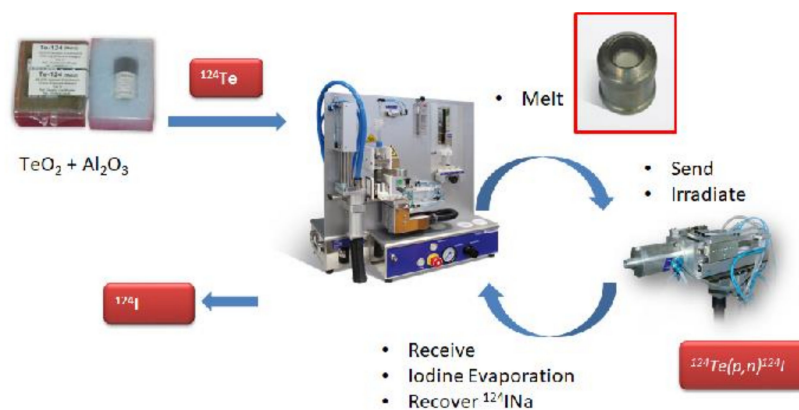 Te-124
Te-124
¹²⁴Te
• Melt
TeO₂ + Al₂O₃
• Send
• Irradiate
¹²⁴I
• Receive
• Iodine Evaporation
• Recover ¹²⁴INa
¹²⁴Te(p,n)¹²⁴I